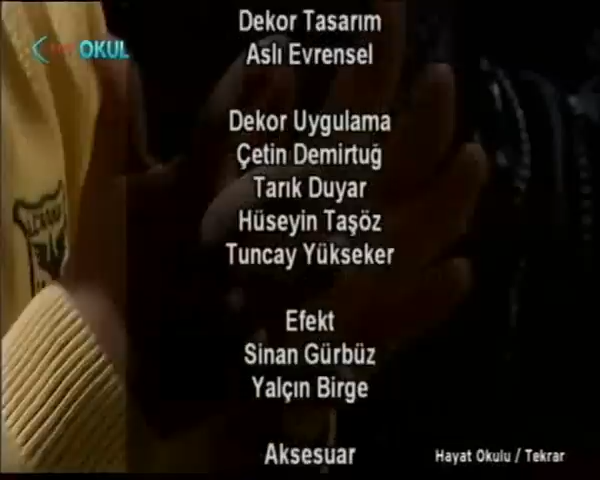 OKUL
Dekor Tasarım
Aslı Evrensel
Dekor Uygulama
Çetin Demirtuğ
Tarık Duyar
Hüseyin Taşöz
Tuncay Yükseker
Efekt
Sinan Gürbüz
Yalçın Birge
Aksesuar
Hayat Okulu / Tekrar